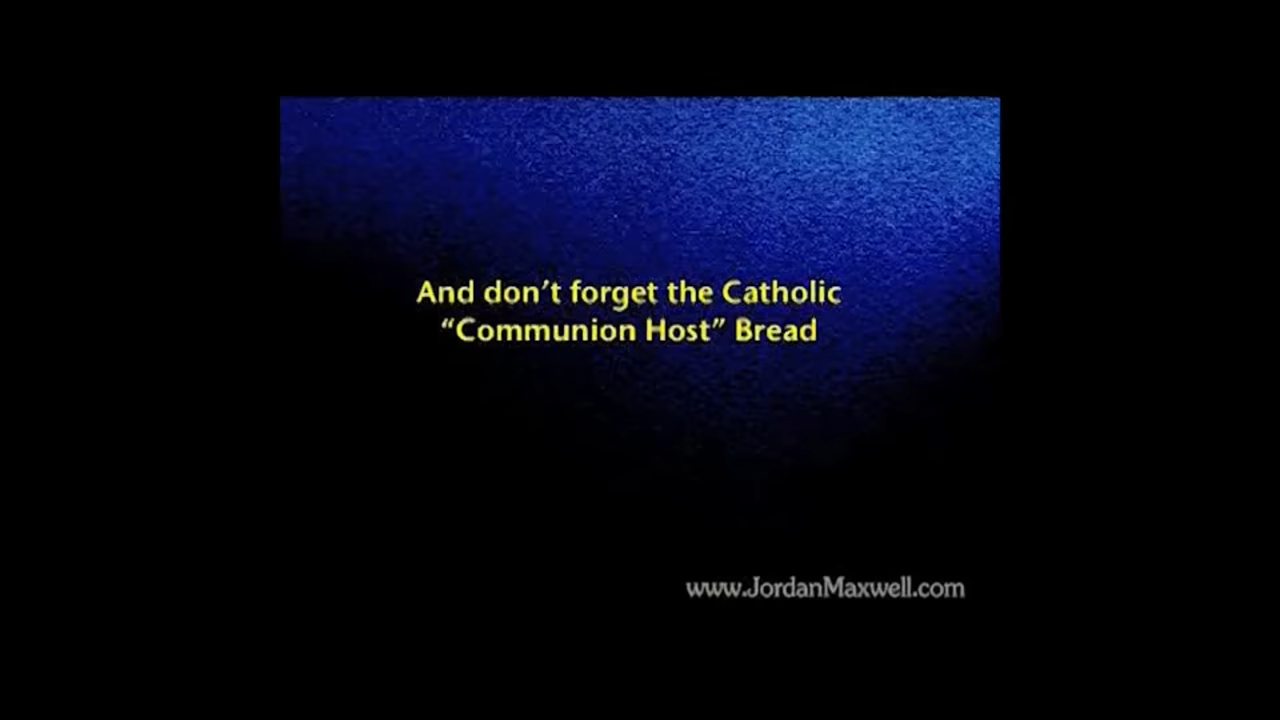 And don’t forget the Catholic
“Communion Host” Bread
www.JordanMaxwell.com